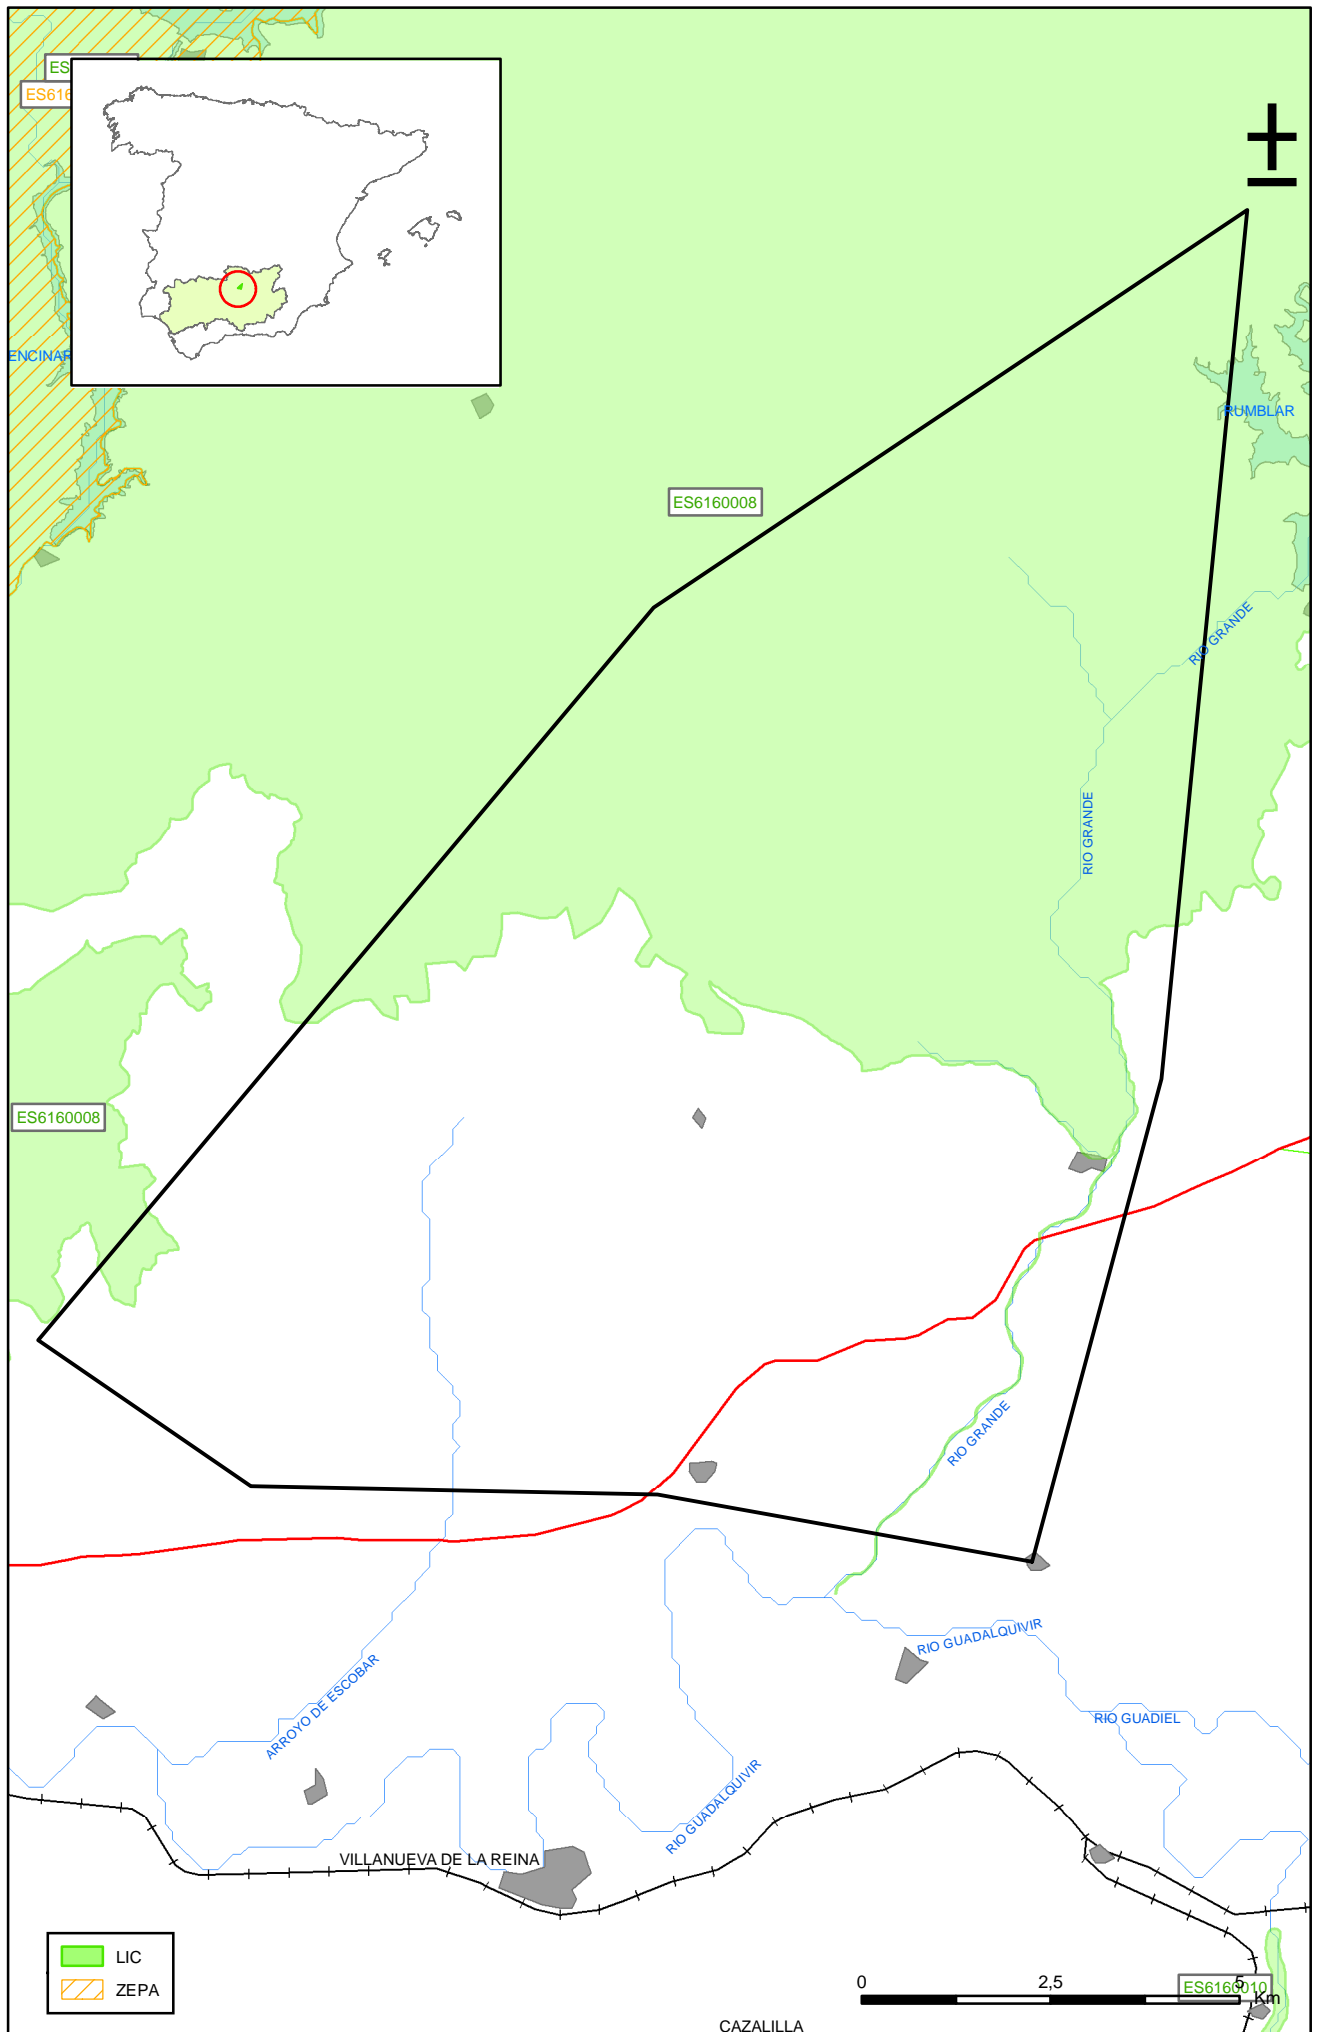 ES
ES616
ENCINAR
RUMBLAR
ES6160008
RIO GRANDE
RIO GRANDE
ES6160008
RIO GRANDE
RIO GUADALQUIVIR
ARROYO DE ESCOBAR
RIO GUADIEL
RIO GUADALQUIVIR
VILLANUEVA DE LA REINA
LIC
ZEPA
0 2,5 5
Km
ES6160010
CAZALILLA